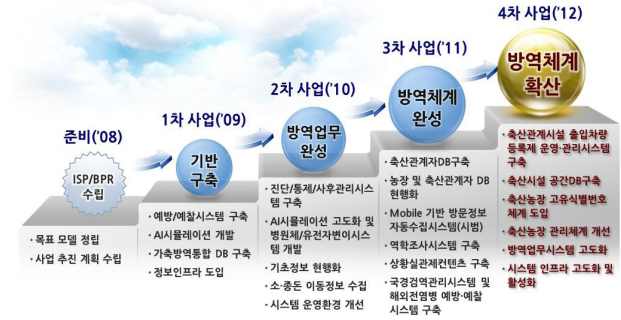 준비('08)
ISP/BPR
수립
• 목표 모델 정립
• 사업 추진 계획 수립
1차 사업('09)
기반
구축
• 예방/예찰시스템 구축
• AI시뮬레이션 개발
• 가축방역통합 DB 구축
• 정보인프라 도입
2차 사업('10)
방역업무
완성
• 진단/통제/사후관리시스
템 구축
• AI시뮬레이션 고도화 및
병원체/유전자변이시스
템 개발
• 기초정보 현행화
• 소·종돈 이동정보 수집
• 시스템 운영환경 개선
3차 사업('11)
방역체계
완성
• 축산관계자DB구축
• 농장 및 축산관계자 DB
현행화
• Mobile 기반 방문정보
자동수집시스템(시범)
• 역학조사시스템 구축
• 상황실관제컨텐츠 구축
• 국경검역관리시스템 및
해외전염병 예방·예찰
시스템 구축
4차 사업('12)
방역체계
확산
• 축산관계시설 출입차량
등록제 운영·관리시스템
구축
• 축산시설 공간DB구축
• 축산농장 고유식별번호
체계 도입
• 축산농장 관리체계 개선
• 방역업무시스템 고도화
• 시스템 인프라 고도화 및
활성화